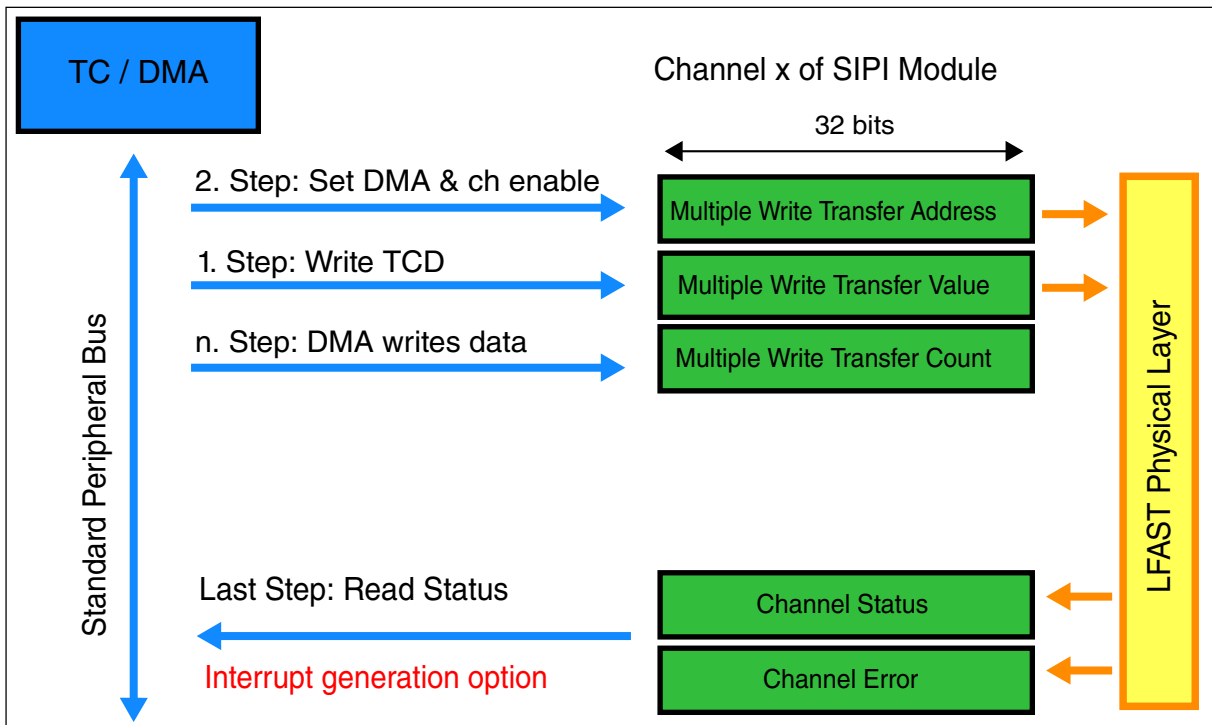 TC / DMA
Channel x of SIPI Module
32 bits
2. Step: Set DMA & ch enable
Multiple Write Transfer Address
1. Step: Write TCD
Multiple Write Transfer Value
n. Step: DMA writes data
Multiple Write Transfer Count
Standard Peripheral Bus
LFAST Physical Layer
Last Step: Read Status
Channel Status
Interrupt generation option
Channel Error